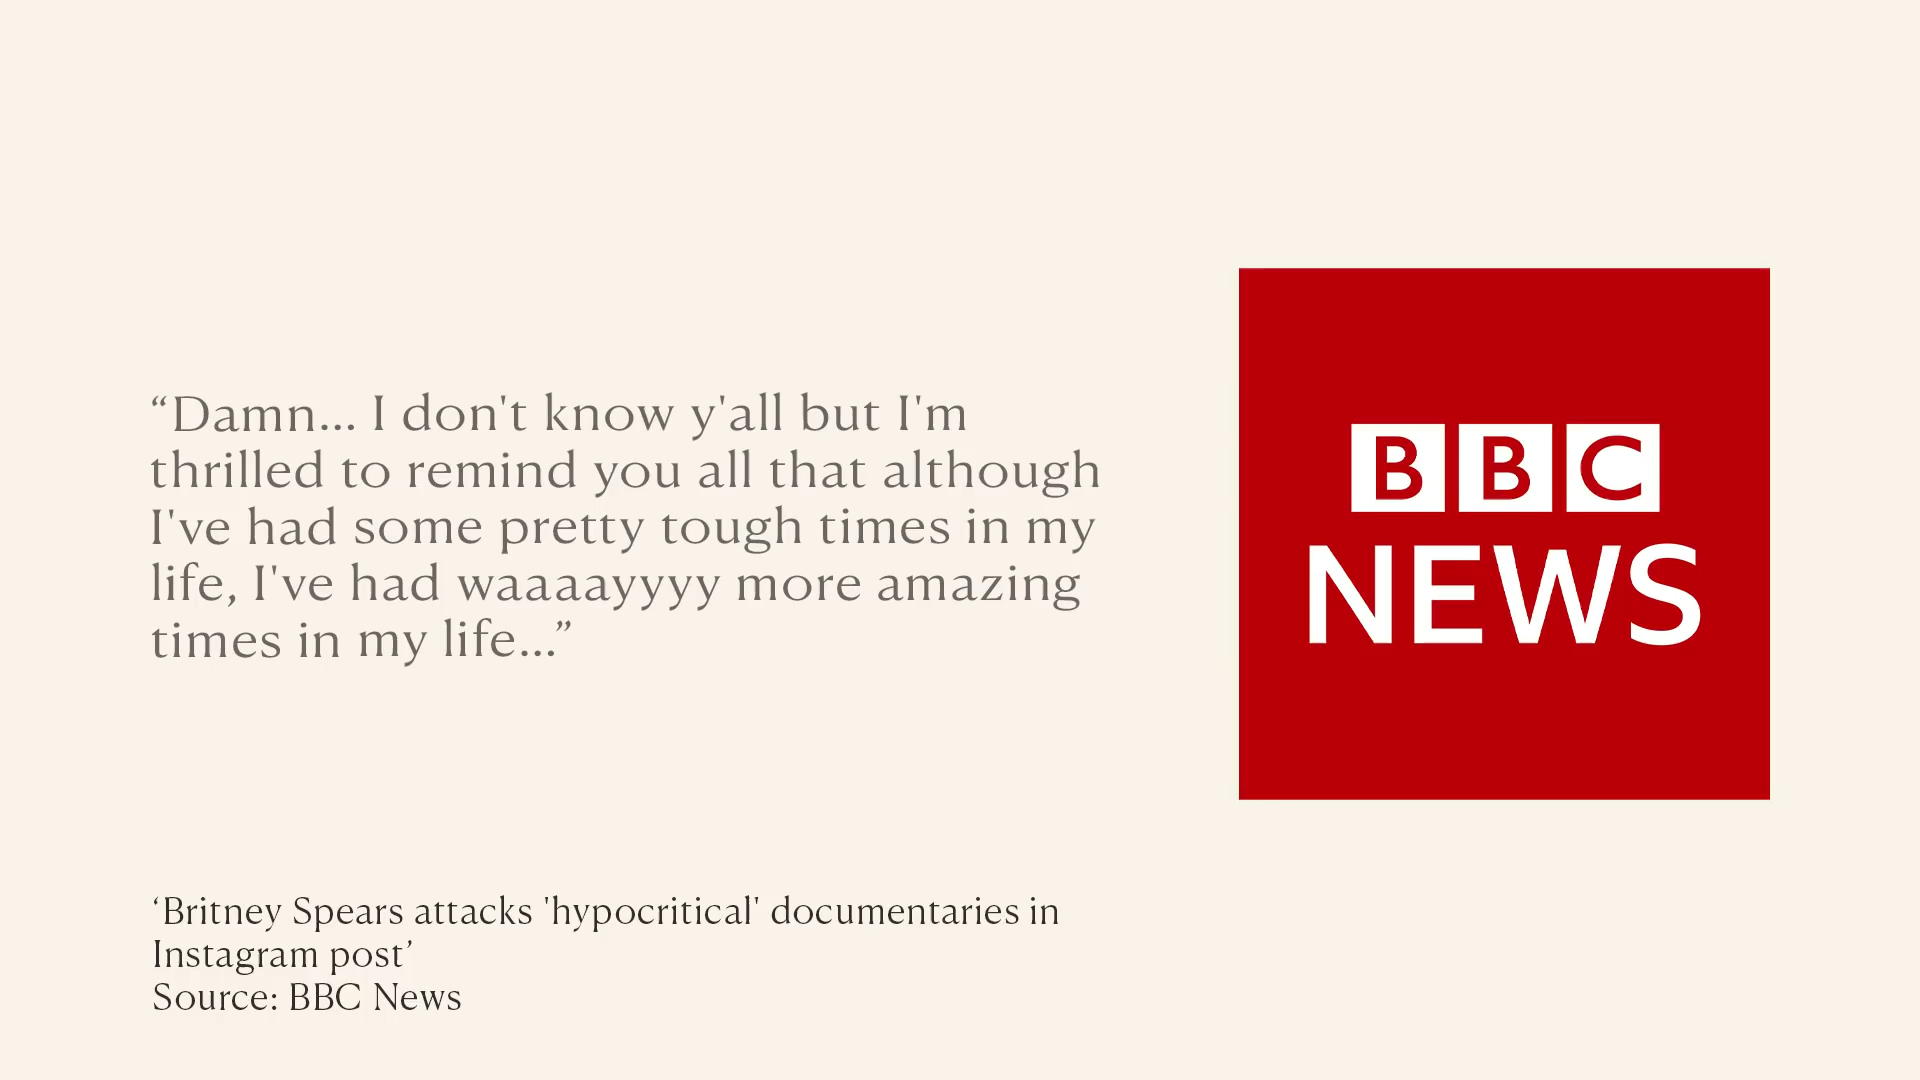 “Damn... I don't know y'all but I'm
thrilled to remind you all that although
I've had some pretty tough times in my
life, I've had waaaayyyy more amazing
times in my life...”
BBC
NEWS
‘Britney Spears attacks 'hypocritical' documentaries in
Instagram post’
Source: BBC News